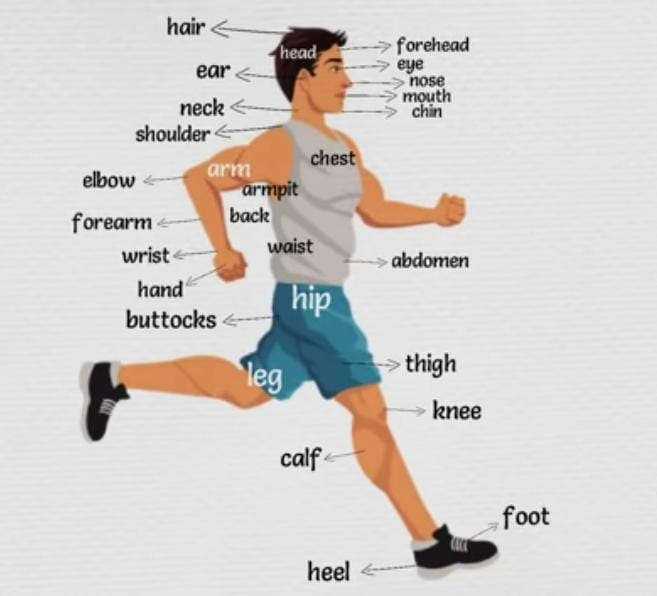 hair
head
forehead
ear
eye
nose
mouth
neck
chin
shoulder
chest
arm
elbow
armpit
back
forearm
waist
wrist
abdomen
hand
hip
buttocks
thigh
leg
knee
calf
foot
heel